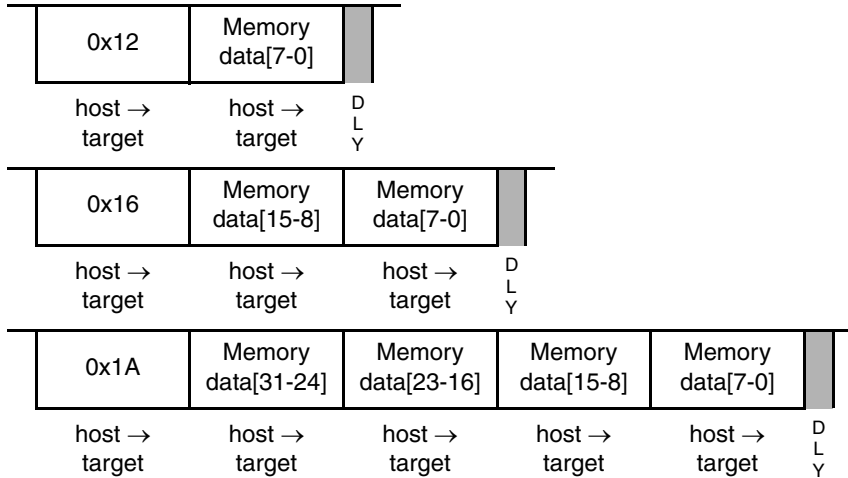 0x12 Memory data[7-0]
host → target host → target D L Y
0x16 Memory data[15-8] Memory data[7-0]
host → target host → target host → target D L Y
0x1A Memory data[31-24] Memory data[23-16] Memory data[15-8] Memory data[7-0]
host → target host → target host → target host → target host → target D L Y